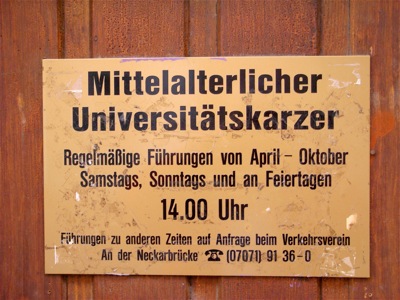 Mittelalterlicher
Universitätskarzer
Regelmäßige Führungen von April – Oktober
Samstags, Sonntags und an Feiertagen
14.00 Uhr
Führungen zu anderen Zeiten auf Anfrage beim Verkehrsverein
An der Neckarbrücke ☎ (07071) 91 36-0